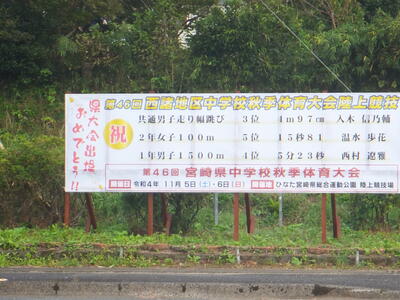 県大会出場
おめでとう!!
祝
第46回 西諸地区中学校秋季体育大会陸上競技
共通男子走り幅跳び 3位 4m97cm 入木 信乃輔
2年女子100m 5位 15秒81 温水 歩花
1年男子1500m 4位 5分23秒 西村 遼雅
第46回 宮崎県中学校秋季体育大会
令和4年 11月5日(土)・6日(日) ひなた宮崎県総合運動公園 陸上競技場